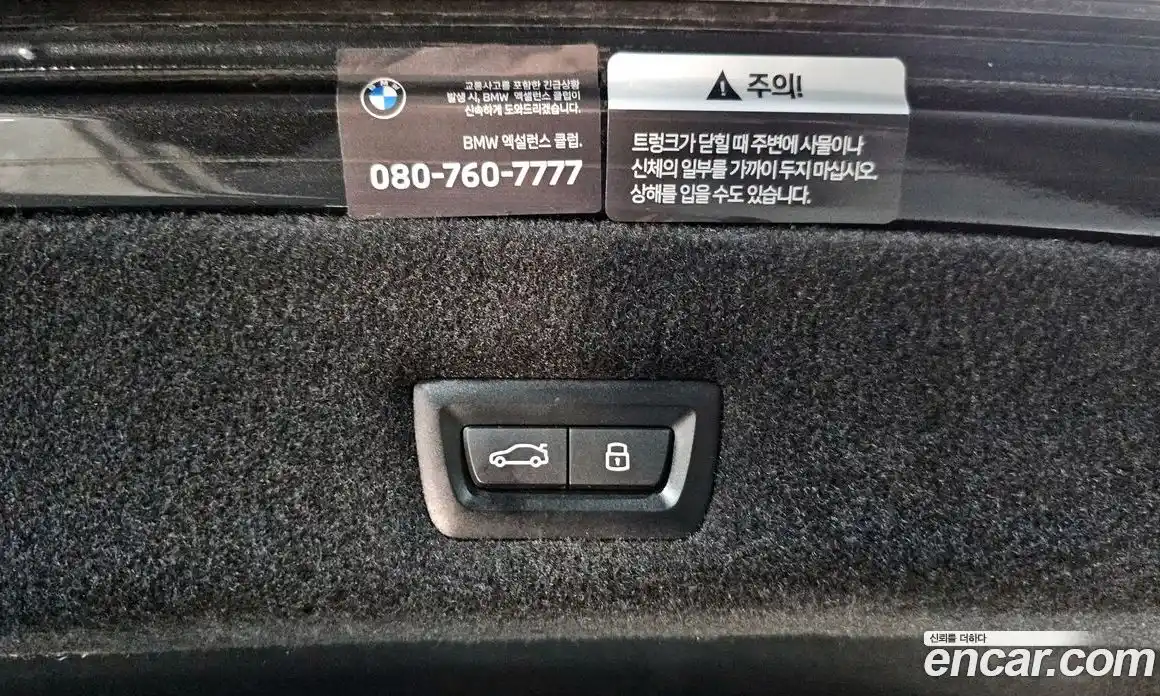 BMW
교통사고를 포함한 긴급상황
발생 시, BMW 엑설런스 클럽이
신속하게 도와드리겠습니다.
BMW 엑설런스 클럽.
080-760-7777
주의!
트렁크가 닫힐 때 주변에 사물이나
신체의 일부를 가까이 두지 마십시오.
상해를 입을 수도 있습니다.
신뢰를 더하다
encar.com